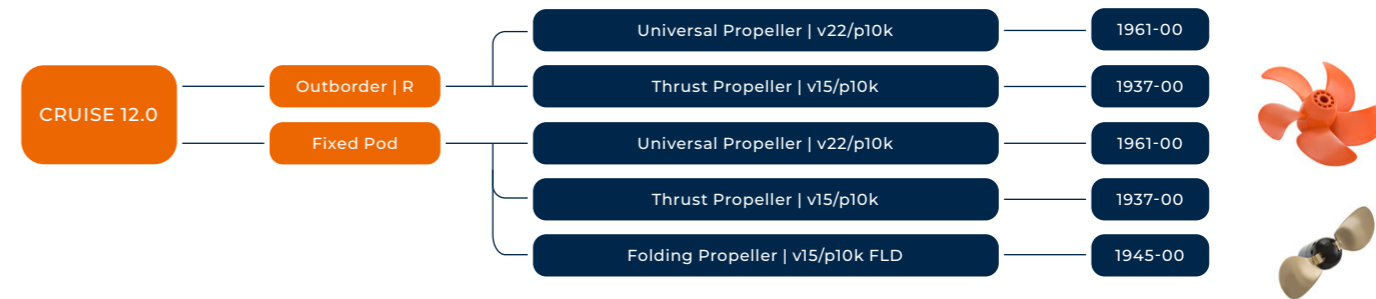 CRUISE 12.0
Outborder | R
Universal Propeller | v22/p10k
1961-00
Thrust Propeller | v15/p10k
1937-00
Fixed Pod
Universal Propeller | v22/p10k
1961-00
Thrust Propeller | v15/p10k
1937-00
Folding Propeller | v15/p10k FLD
1945-00